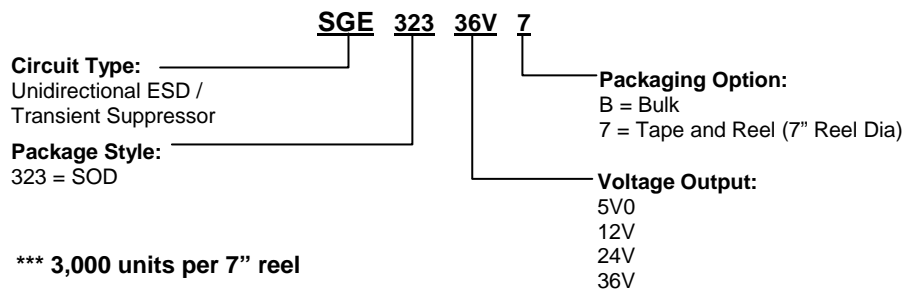 SGE 323 36V 7
Circuit Type:
Unidirectional ESD /
Transient Suppressor
Package Style:
323 = SOD
*** 3,000 units per 7” reel
Packaging Option:
B = Bulk
7 = Tape and Reel (7” Reel Dia)
Voltage Output:
5V0
12V
24V
36V